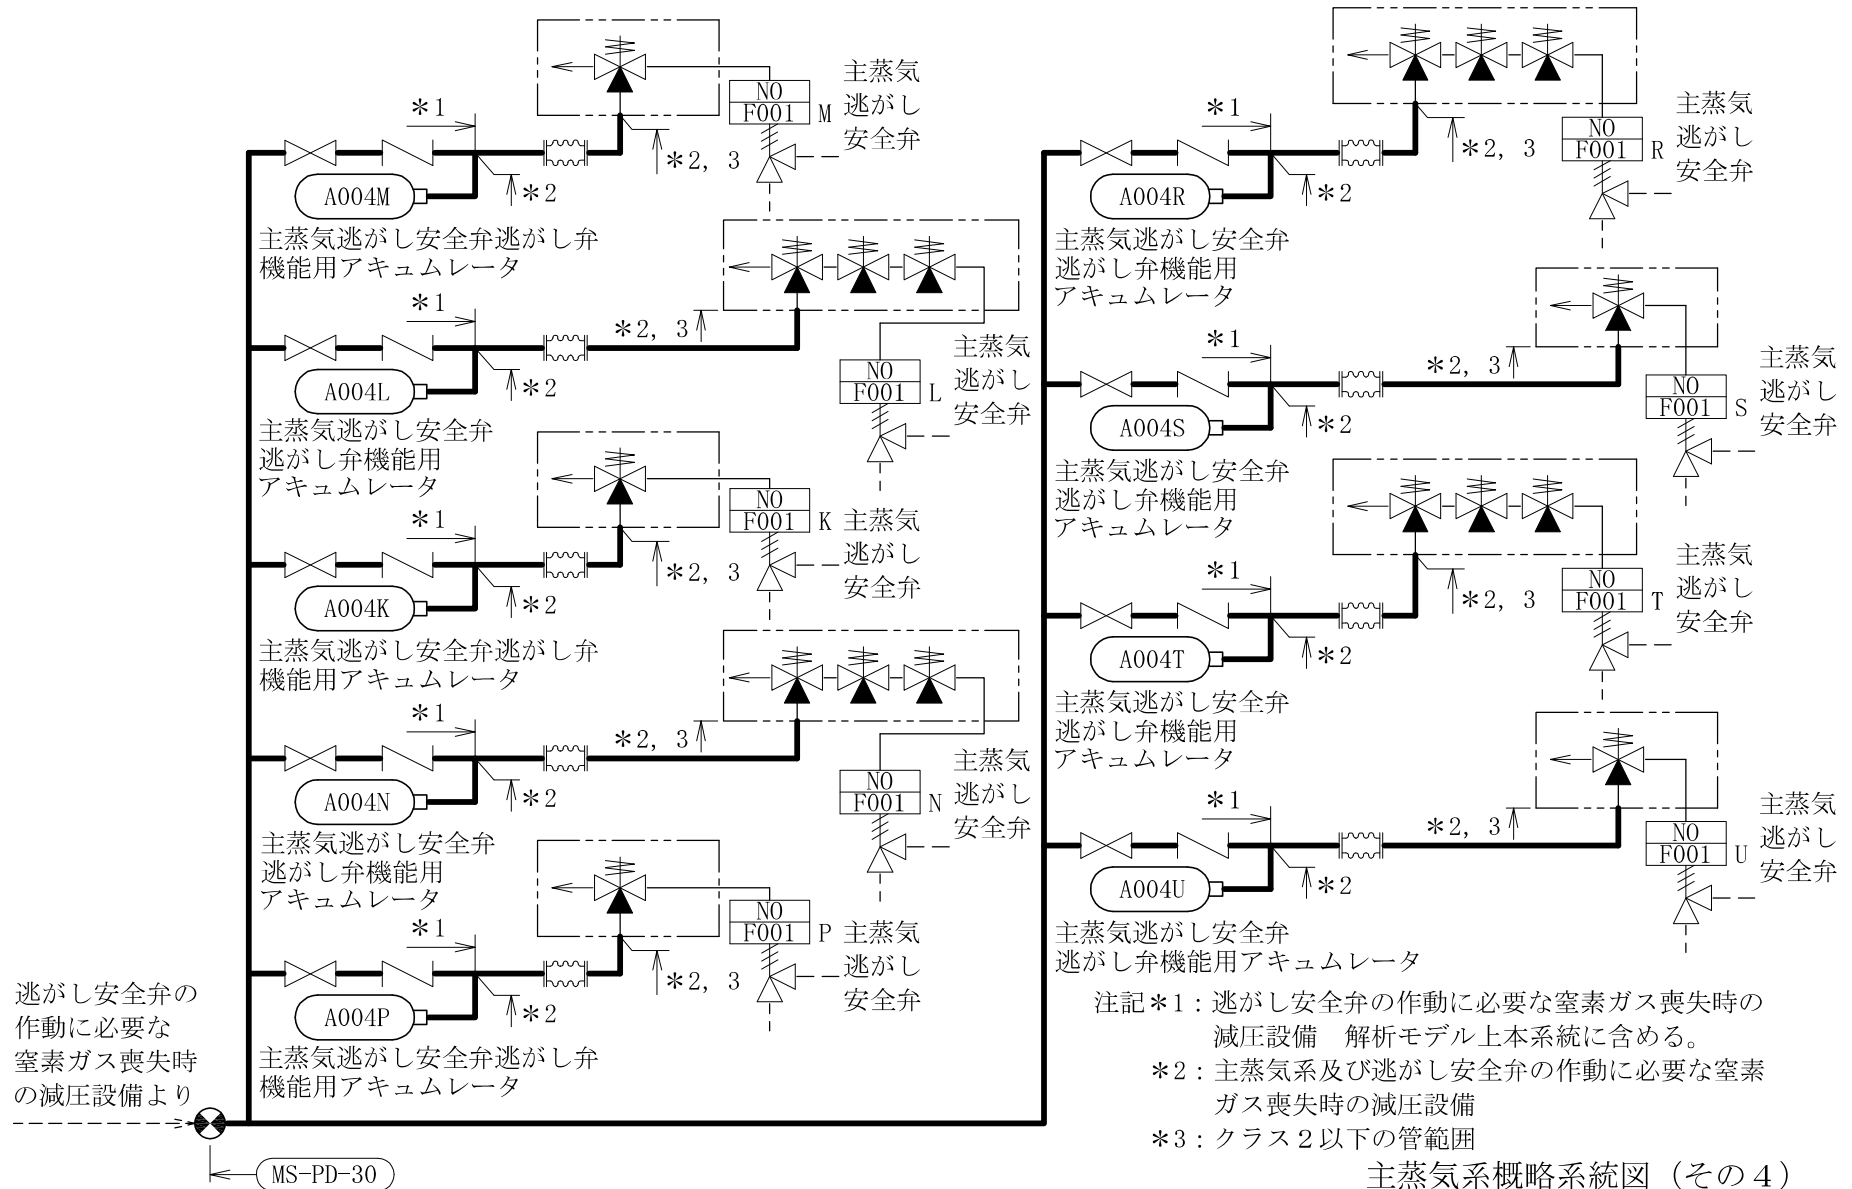 *1
NO
F001 M
主蒸気
逃がし
安全弁
*2, 3
*2
A004M
主蒸気逃がし安全弁逃がし弁
機能用アキュムレータ
*1
*2, 3
*2
A004L
NO
F001 L
主蒸気
逃がし
安全弁
主蒸気逃がし安全弁
逃がし弁機能用
アキュムレータ
*1
NO
F001 K
主蒸気
逃がし
安全弁
*2, 3
*2
A004K
主蒸気逃がし安全弁逃がし弁
機能用アキュムレータ
*1
*2, 3
*2
A004N
NO
F001 N
主蒸気
逃がし
安全弁
主蒸気逃がし安全弁
逃がし弁機能用
アキュムレータ
*1
NO
F001 P
主蒸気
逃がし
安全弁
*2, 3
*2
A004P
主蒸気逃がし安全弁逃がし弁
機能用アキュムレータ
逃がし安全弁の
作動に必要な
窒素ガス喪失時
の減圧設備より
MS-PD-30
*1
NO
F001 R
主蒸気
逃がし
安全弁
*2, 3
*2
A004R
主蒸気逃がし安全弁
逃がし弁機能用
アキュムレータ
*1
*2, 3
*2
A004S
NO
F001 S
主蒸気
逃がし
安全弁
主蒸気逃がし安全弁
逃がし弁機能用
アキュムレータ
*1
NO
F001 T
主蒸気
逃がし
安全弁
*2, 3
*2
A004T
主蒸気逃がし安全弁
逃がし弁機能用
アキュムレータ
*1
*2, 3
*2
A004U
NO
F001 U
主蒸気
逃がし
安全弁
主蒸気逃がし安全弁
逃がし弁機能用アキュムレータ
注記*1：逃がし安全弁の作動に必要な窒素ガス喪失時の
減圧設備　解析モデル上本系統に含める。
*2：主蒸気系及び逃がし安全弁の作動に必要な窒素
ガス喪失時の減圧設備
*3：クラス２以下の管範囲
主蒸気系概略系統図（その４）